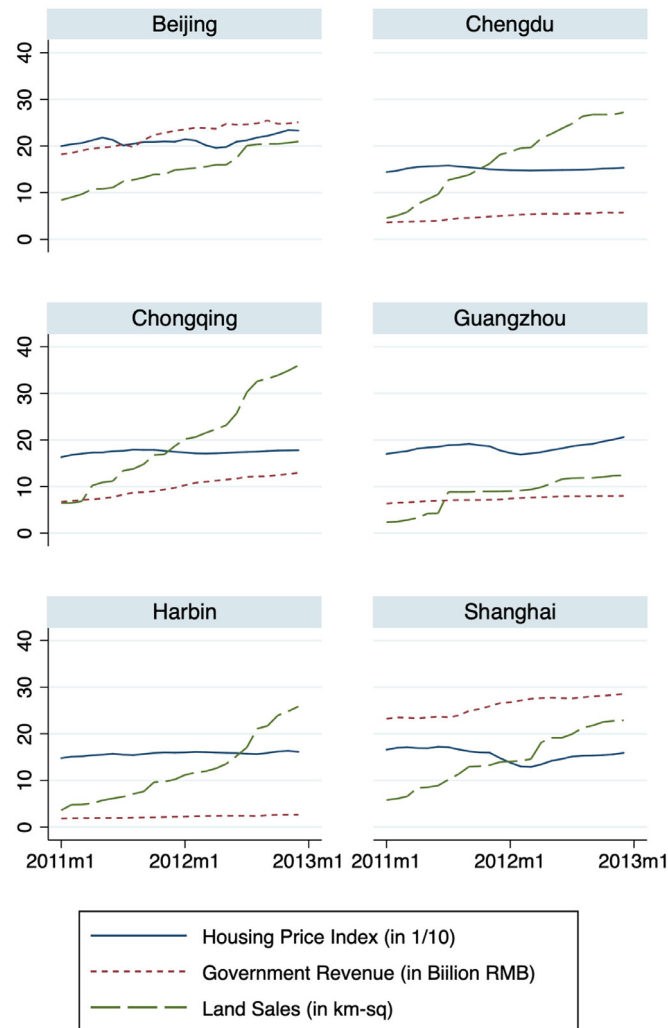 Beijing
Chengdu
40
30
20
10
0
Chongqing
Guangzhou
40
30
20
10
0
Harbin
Shanghai
40
30
20
10
0
2011m1 2012m1 2013m1 2011m1 2012m1 2013m1
Housing Price Index (in 1/10)
Government Revenue (in Biilion RMB)
Land Sales (in km-sq)